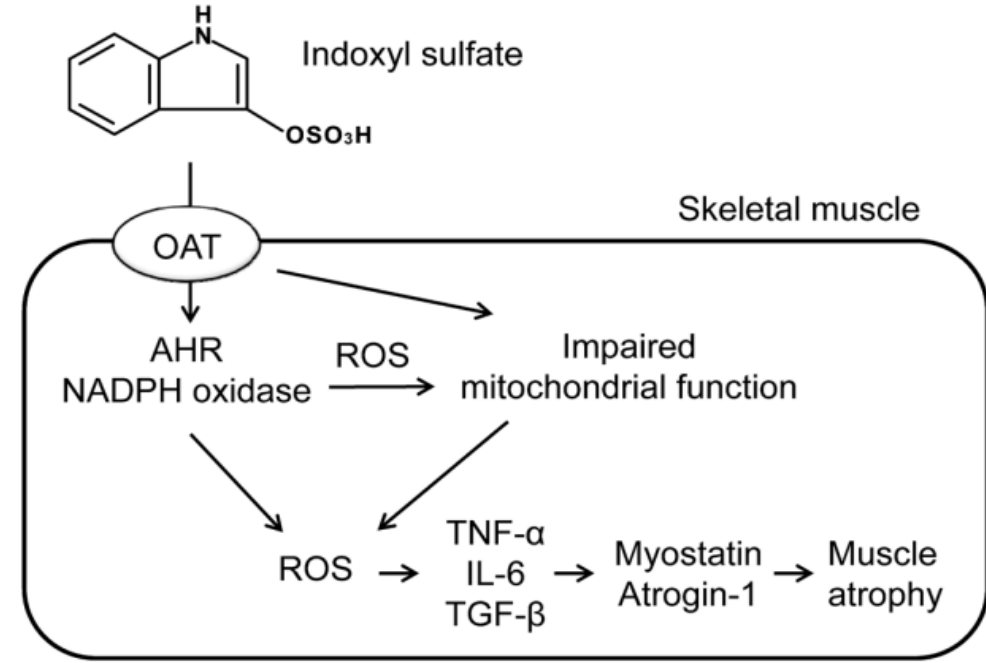 H
N
Indoxyl sulfate
OSO₃H
Skeletal muscle
OAT
AHR
NADPH oxidase
ROS
Impaired
mitochondrial function
ROS
TNF-α
IL-6
TGF-β
Myostatin
Atrogin-1
Muscle
atrophy